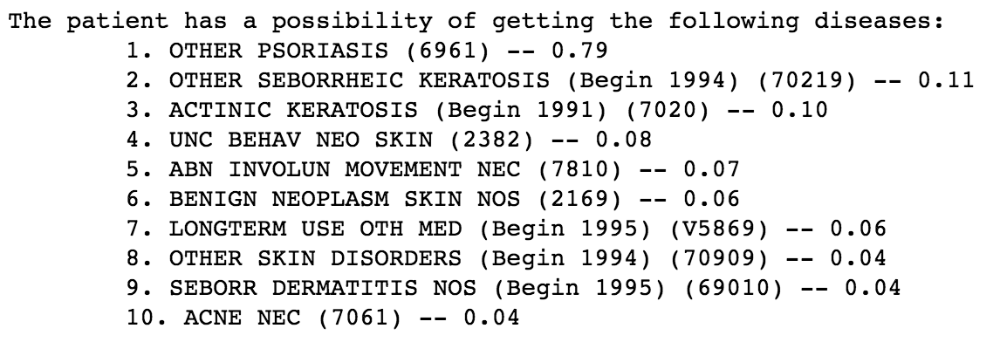 The patient has a possibility of getting the following diseases:
1. OTHER PSORIASIS (6961) -- 0.79
2. OTHER SEBORRHEIC KERATOSIS (Begin 1994) (70219) -- 0.11
3. ACTINIC KERATOSIS (Begin 1991) (7020) -- 0.10
4. UNC BEHAV NEO SKIN (2382) -- 0.08
5. ABN INVOLUN MOVEMENT NEC (7810) -- 0.07
6. BENIGN NEOPLASM SKIN NOS (2169) -- 0.06
7. LONGTERM USE OTH MED (Begin 1995) (V5869) -- 0.06
8. OTHER SKIN DISORDERS (Begin 1994) (70909) -- 0.04
9. SEBORR DERMATITIS NOS (Begin 1995) (69010) -- 0.04
10. ACNE NEC (7061) -- 0.04